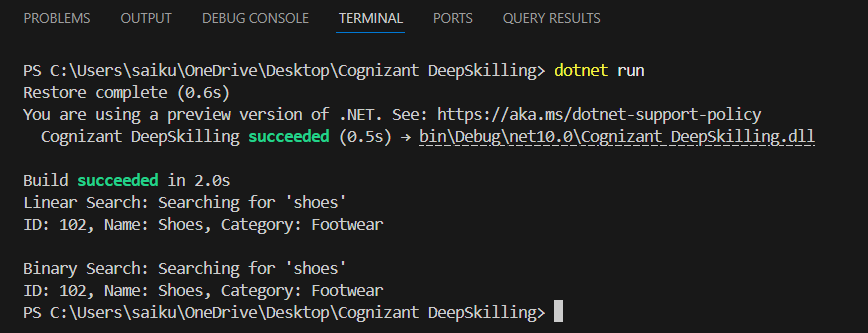 PROBLEMS OUTPUT DEBUG CONSOLE TERMINAL PORTS QUERY RESULTS
PS C:\Users\saiku\OneDrive\Desktop\Cognizant DeepSkilling> dotnet run
Restore complete (0.6s)
You are using a preview version of .NET. See: https://aka.ms/dotnet-support-policy
  Cognizant DeepSkilling succeeded (0.5s) → bin\Debug\net10.0\Cognizant DeepSkilling.dll

Build succeeded in 2.0s
Linear Search: Searching for 'shoes'
ID: 102, Name: Shoes, Category: Footwear

Binary Search: Searching for 'shoes'
ID: 102, Name: Shoes, Category: Footwear
PS C:\Users\saiku\OneDrive\Desktop\Cognizant DeepSkilling>